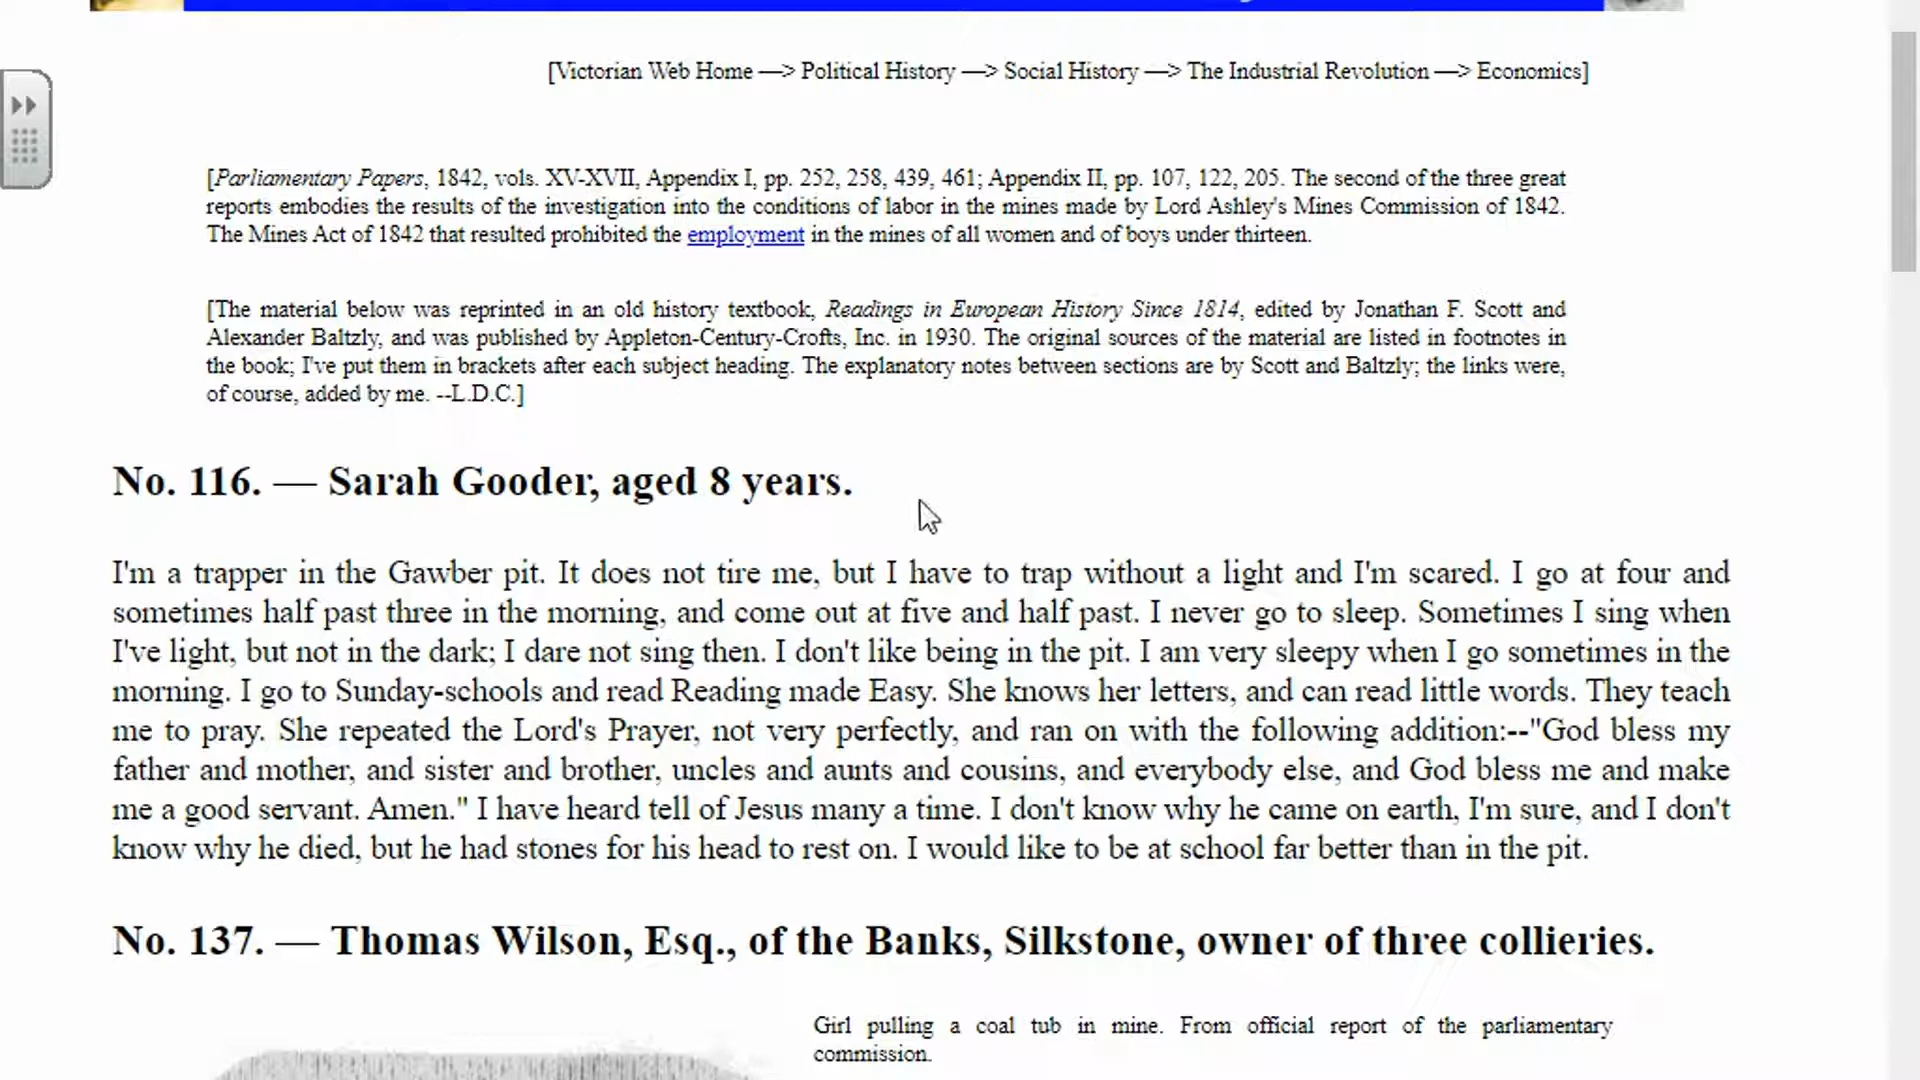 [Victorian Web Home —> Political History —> Social History —> The Industrial Revolution —> Economics]
[Parliamentary Papers, 1842, vols. XV-XVII, Appendix I, pp. 252, 258, 439, 461; Appendix II, pp. 107, 122, 205. The second of the three great
reports embodies the results of the investigation into the conditions of labor in the mines made by Lord Ashley's Mines Commission of 1842.
The Mines Act of 1842 that resulted prohibited the employment in the mines of all women and of boys under thirteen.
[The material below was reprinted in an old history textbook, Readings in European History Since 1814, edited by Jonathan F. Scott and
Alexander Baltzly, and was published by Appleton-Century-Crofts, Inc. in 1930. The original sources of the material are listed in footnotes in
the book; I've put them in brackets after each subject heading. The explanatory notes between sections are by Scott and Baltzly; the links were,
of course, added by me. --L.D.C.]
No. 116. — Sarah Gooder, aged 8 years.
I'm a trapper in the Gawber pit. It does not tire me, but I have to trap without a light and I'm scared. I go at four and
sometimes half past three in the morning, and come out at five and half past. I never go to sleep. Sometimes I sing when
I've light, but not in the dark; I dare not sing then. I don't like being in the pit. I am very sleepy when I go sometimes in the
morning. I go to Sunday-schools and read Reading made Easy. She knows her letters, and can read little words. They teach
me to pray. She repeated the Lord's Prayer, not very perfectly, and ran on with the following addition:--"God bless my
father and mother, and sister and brother, uncles and aunts and cousins, and everybody else, and God bless me and make
me a good servant. Amen." I have heard tell of Jesus many a time. I don't know why he came on earth, I'm sure, and I don't
know why he died, but he had stones for his head to rest on. I would like to be at school far better than in the pit.
No. 137. — Thomas Wilson, Esq., of the Banks, Silkstone, owner of three collieries.
Girl pulling a coal tub in mine. From official report of the parliamentary
commission.